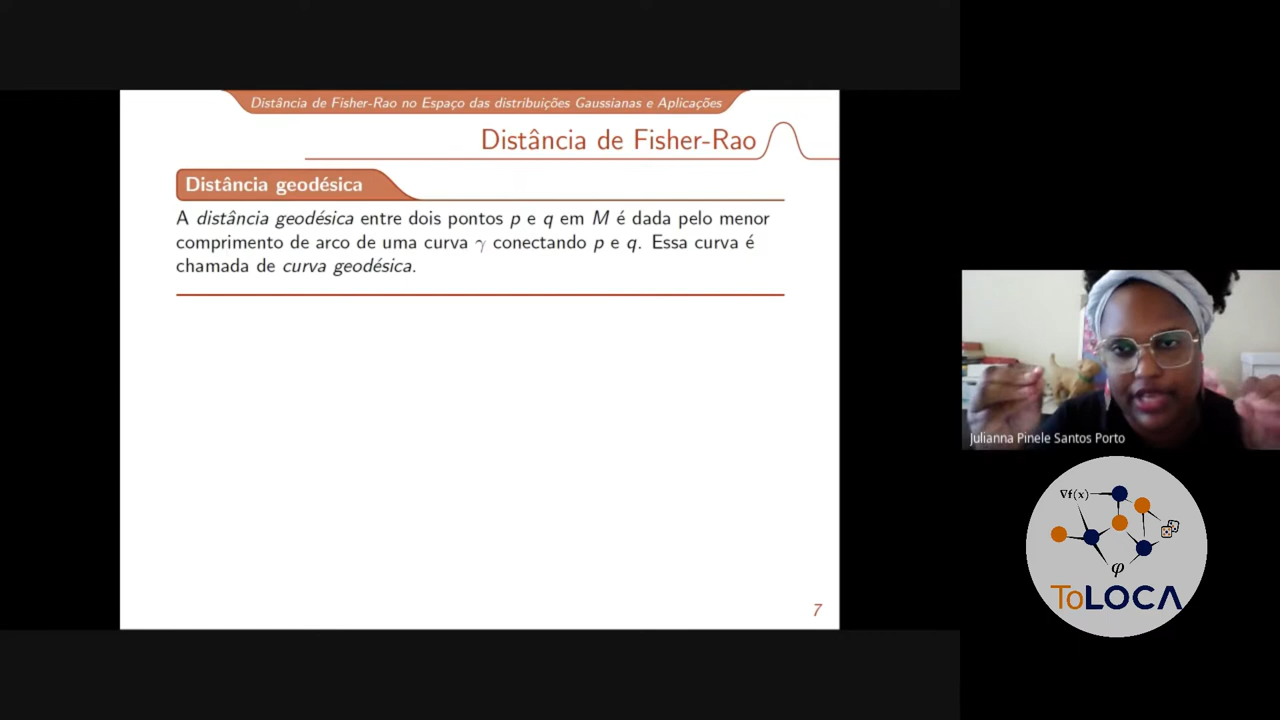 Distância de Fisher-Rao no Espaço das distribuições Gaussianas e Aplicações
Distância de Fisher-Rao
Distância geodésica
A distância geodésica entre dois pontos p e q em M é dada pelo menor
comprimento de arco de uma curva γ conectando p e q. Essa curva é
chamada de curva geodésica.
7
Julianna Pinele Santos Porto
∇f(x)
φ
ToLOCA